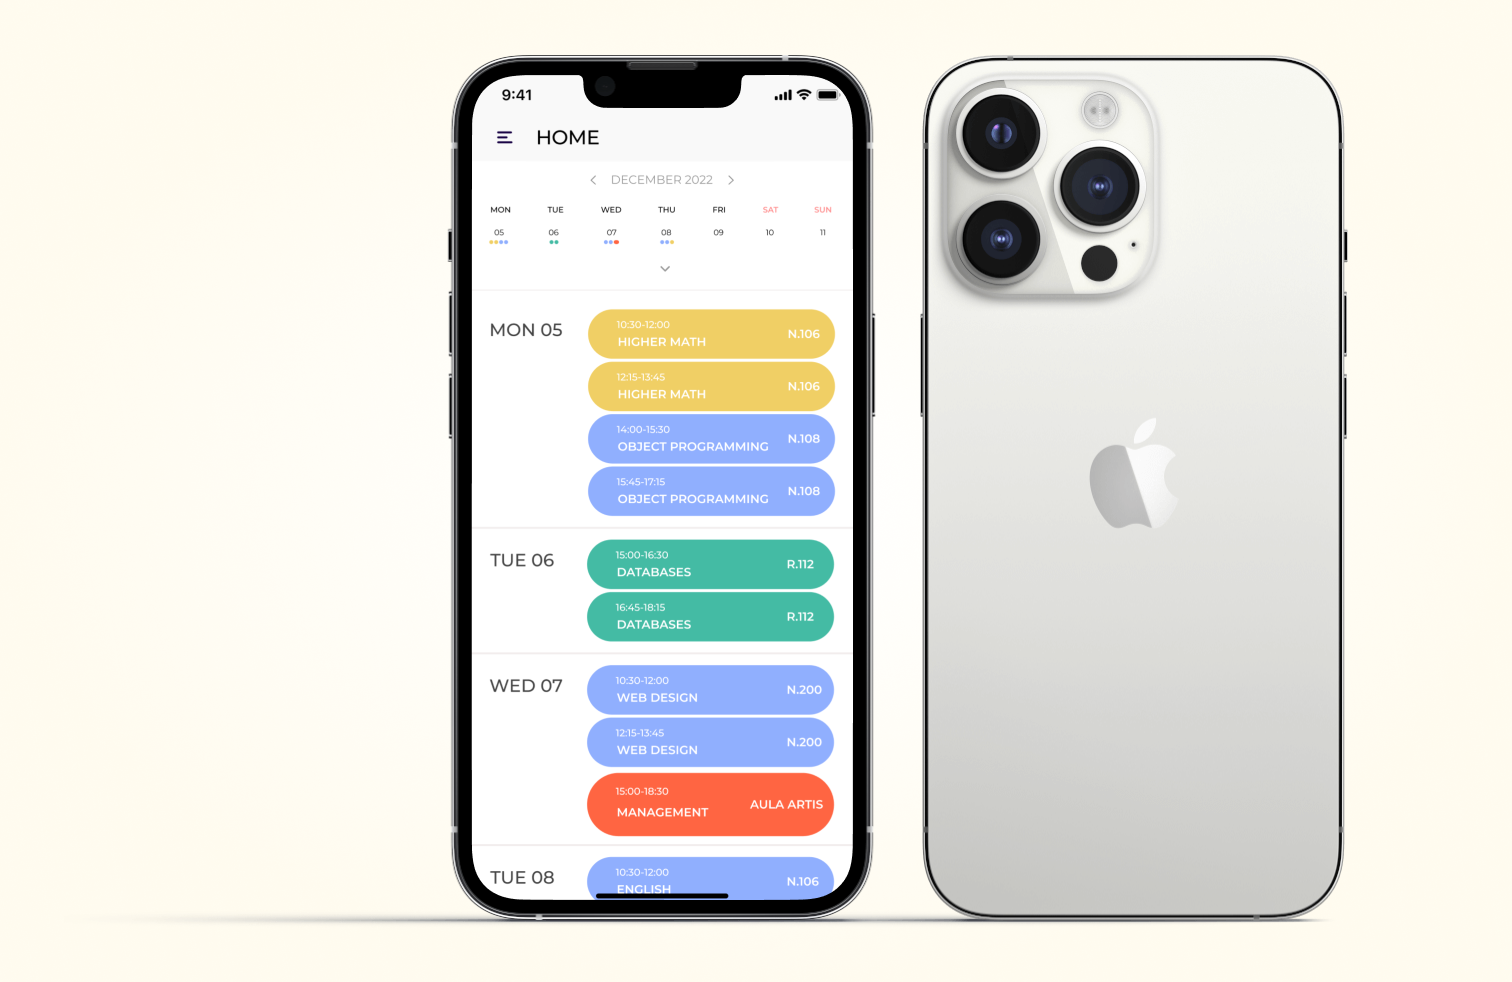 9:41
HOME
DECEMBER 2022
MON TUE WED THU FRI SAT SUN
05 06 07 08 09 10 11
MON 05
10:30-12:00
HIGHER MATH N.106
12:15-13:45
HIGHER MATH N.106
14:00-15:30
OBJECT PROGRAMMING N.108
15:45-17:15
OBJECT PROGRAMMING N.108
TUE 06
15:00-16:30
DATABASES R.112
16:45-18:15
DATABASES R.112
WED 07
10:30-12:00
WEB DESIGN N.200
12:15-13:45
WEB DESIGN N.200
15:00-18:30
MANAGEMENT AULA ARTIS
TUE 08
10:30-12:00
ENGLISH N.106